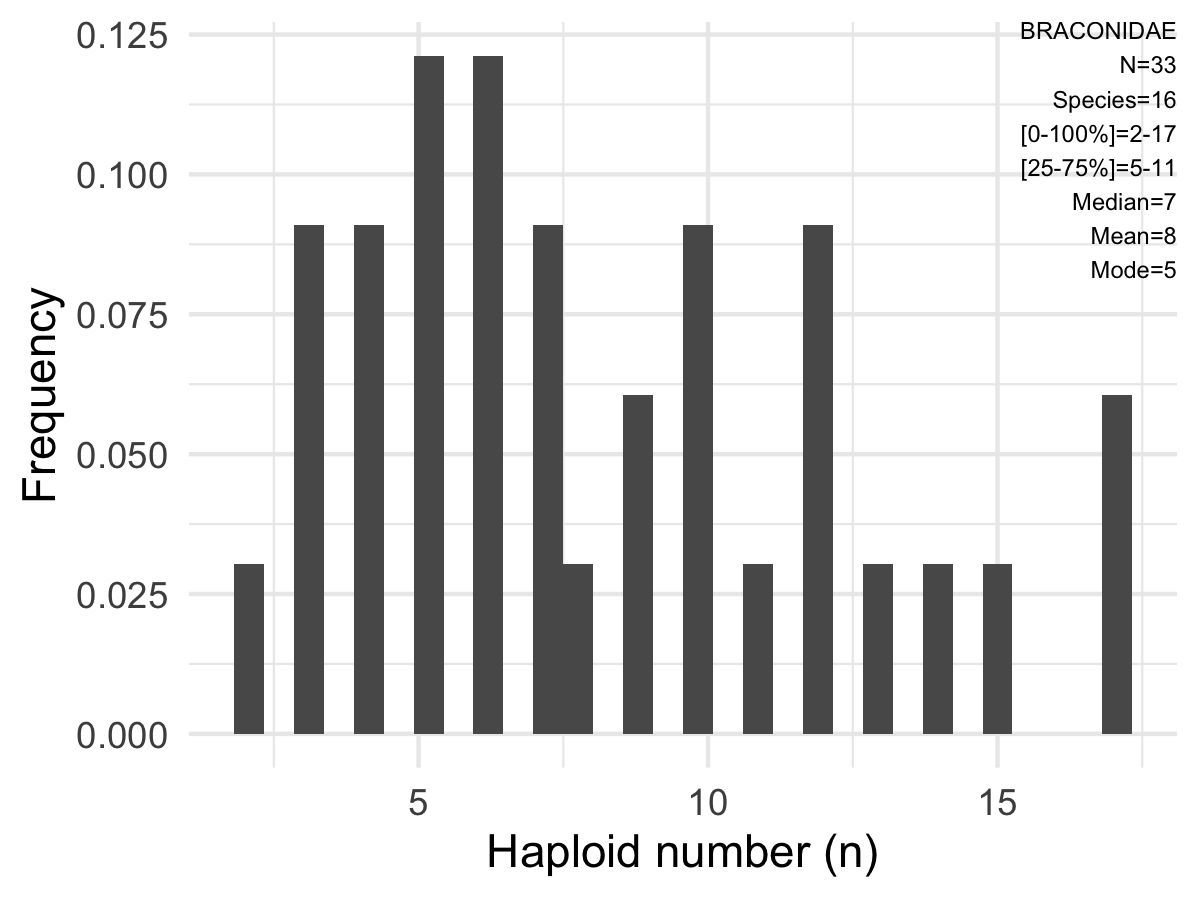 BRACONIDAE
N=33
Species=16
[0-100%]=2-17
[25-75%]=5-11
Median=7
Mean=8
Mode=5
0.125
0.100
0.075
0.050
0.025
0.000
Frequency
5 10 15
Haploid number (n)